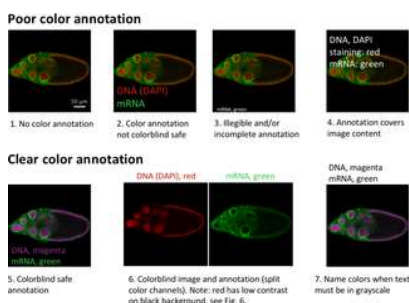 Poor color annotation
50 µm
DNA (DAPI)
mRNA
mRNA, green
DNA, DAPI
staining: red
mRNA: green
1. No color annotation
2. Color annotation
not colorblind safe
3. Illegible and/or
incomplete annotation
4. Annotation covers
image content
Clear color annotation
DNA (DAPI), red
mRNA, green
DNA, magenta
mRNA, green
DNA, magenta
mRNA, green
5. Colorblind safe
annotation
6. Colorblind image and annotation (split
color channels). Note: red has low contrast
on black background, see Fig. 6.
7. Name colors when text
must be in grayscale